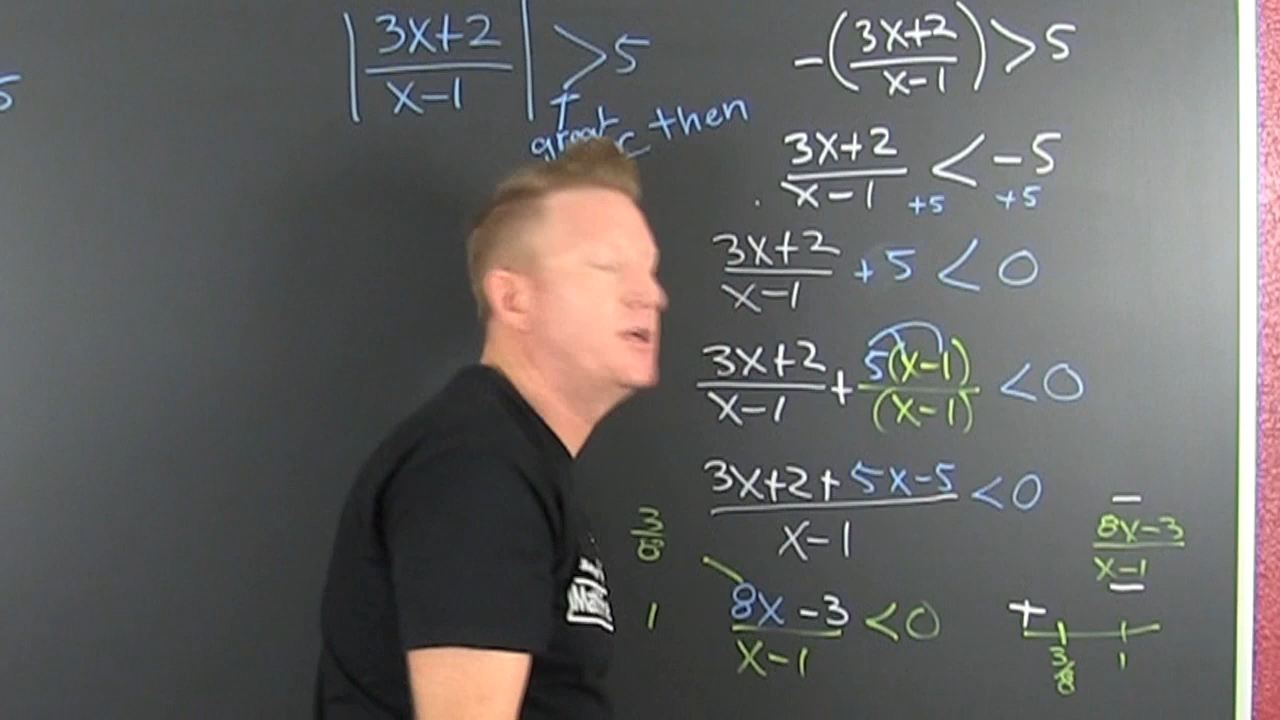 5
|3x+2 / x-1| > 5
then
-(3x+2 / x-1) > 5
3x+2 / x-1 < -5
+5 +5
3x+2 / x-1 + 5 < 0
3x+2 / x-1 + 5(x-1) / (x-1) < 0
3x+2+5x-5 / x-1 < 0
3/8
1
8x-3 / x-1 < 0
-
8x-3 / x-1
-
+
3/8 1